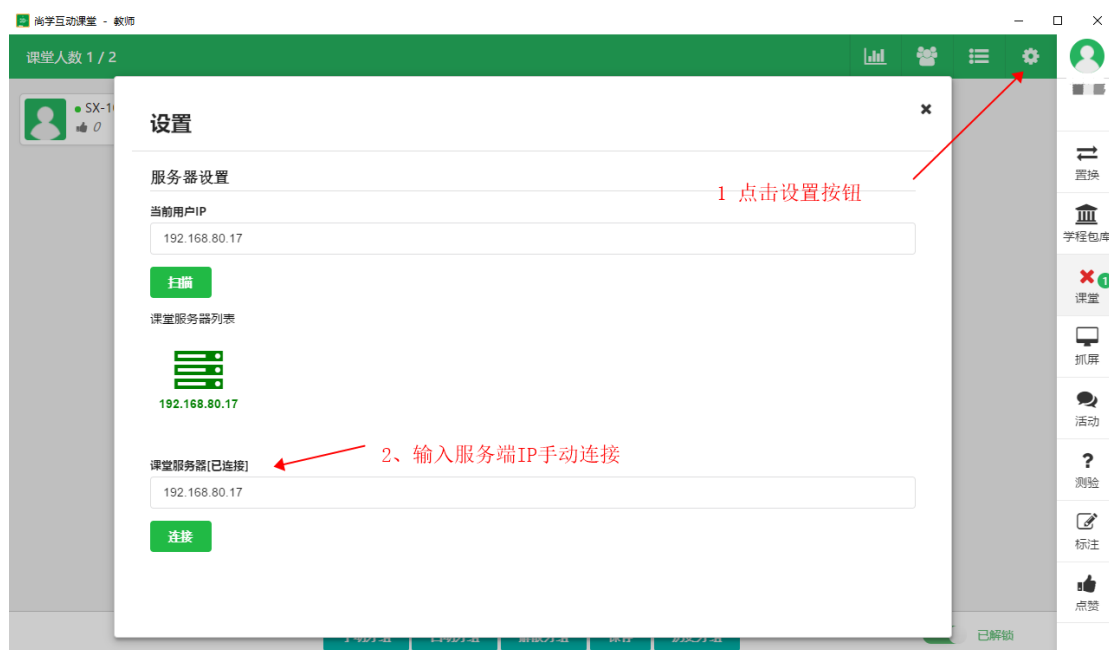 尚学互动课堂 - 教师
课堂人数 1 / 2
SX-1
0
设置
服务器设置
1 点击设置按钮
当前用户IP
192.168.80.17
扫描
课堂服务器列表
192.168.80.17
2、输入服务端IP手动连接
课堂服务器[已连接]
192.168.80.17
连接
置换
学程包库
1
课堂
抓屏
活动
?
测验
标注
点赞
已解锁